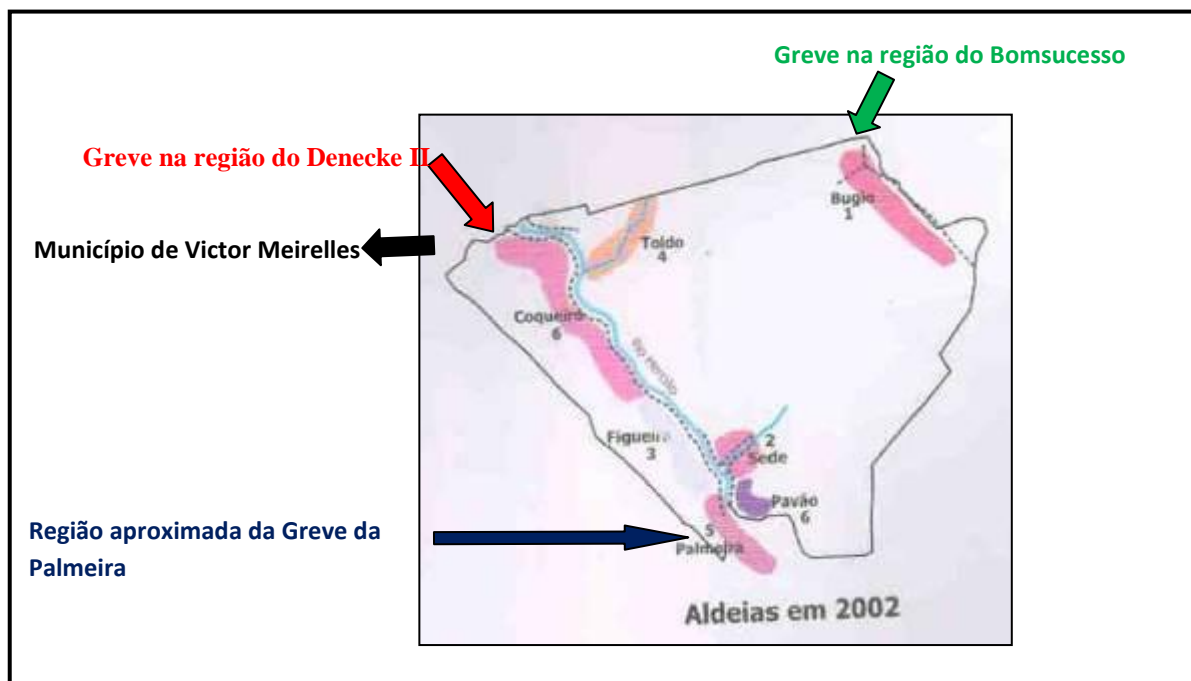 Greve na região do Bomsucesso
Greve na região do Denecke II
Município de Victor Meirelles
Bugio
1
Toldo
4
Coqueiro
6
Rio Hercílio
Figueira
3
2
Sede
Pavão
6
Região aproximada da Greve da
Palmeira
5
Palmeira
Aldeias em 2002